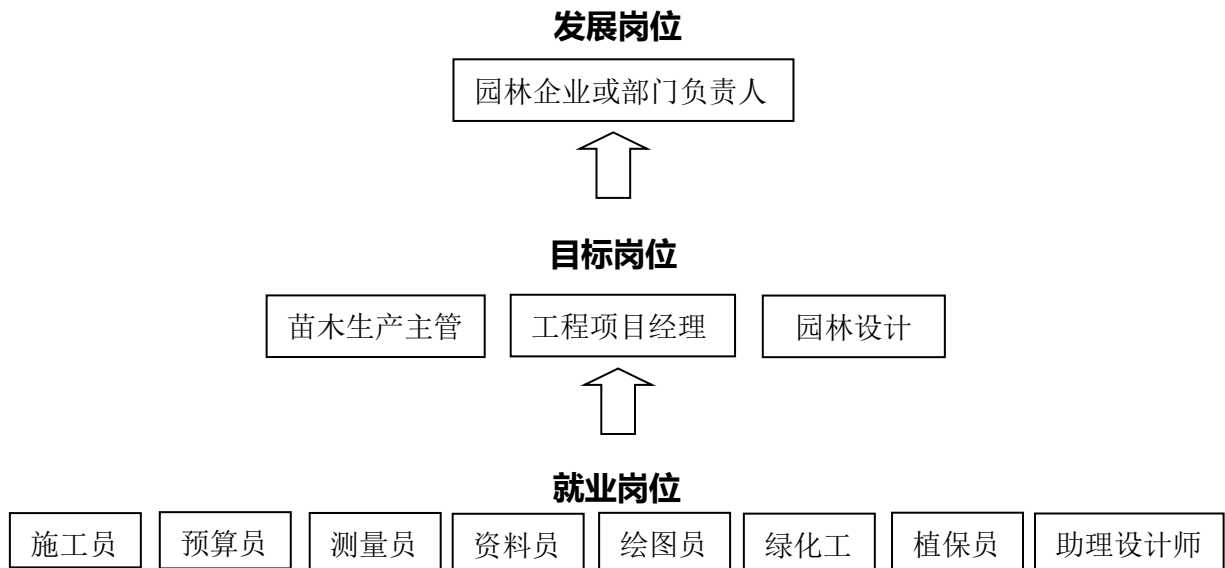 发展岗位
园林企业或部门负责人
目标岗位
苗木生产主管 工程项目经理 园林设计
就业岗位
施工员 预算员 测量员 资料员 绘图员 绿化工 植保员 助理设计师